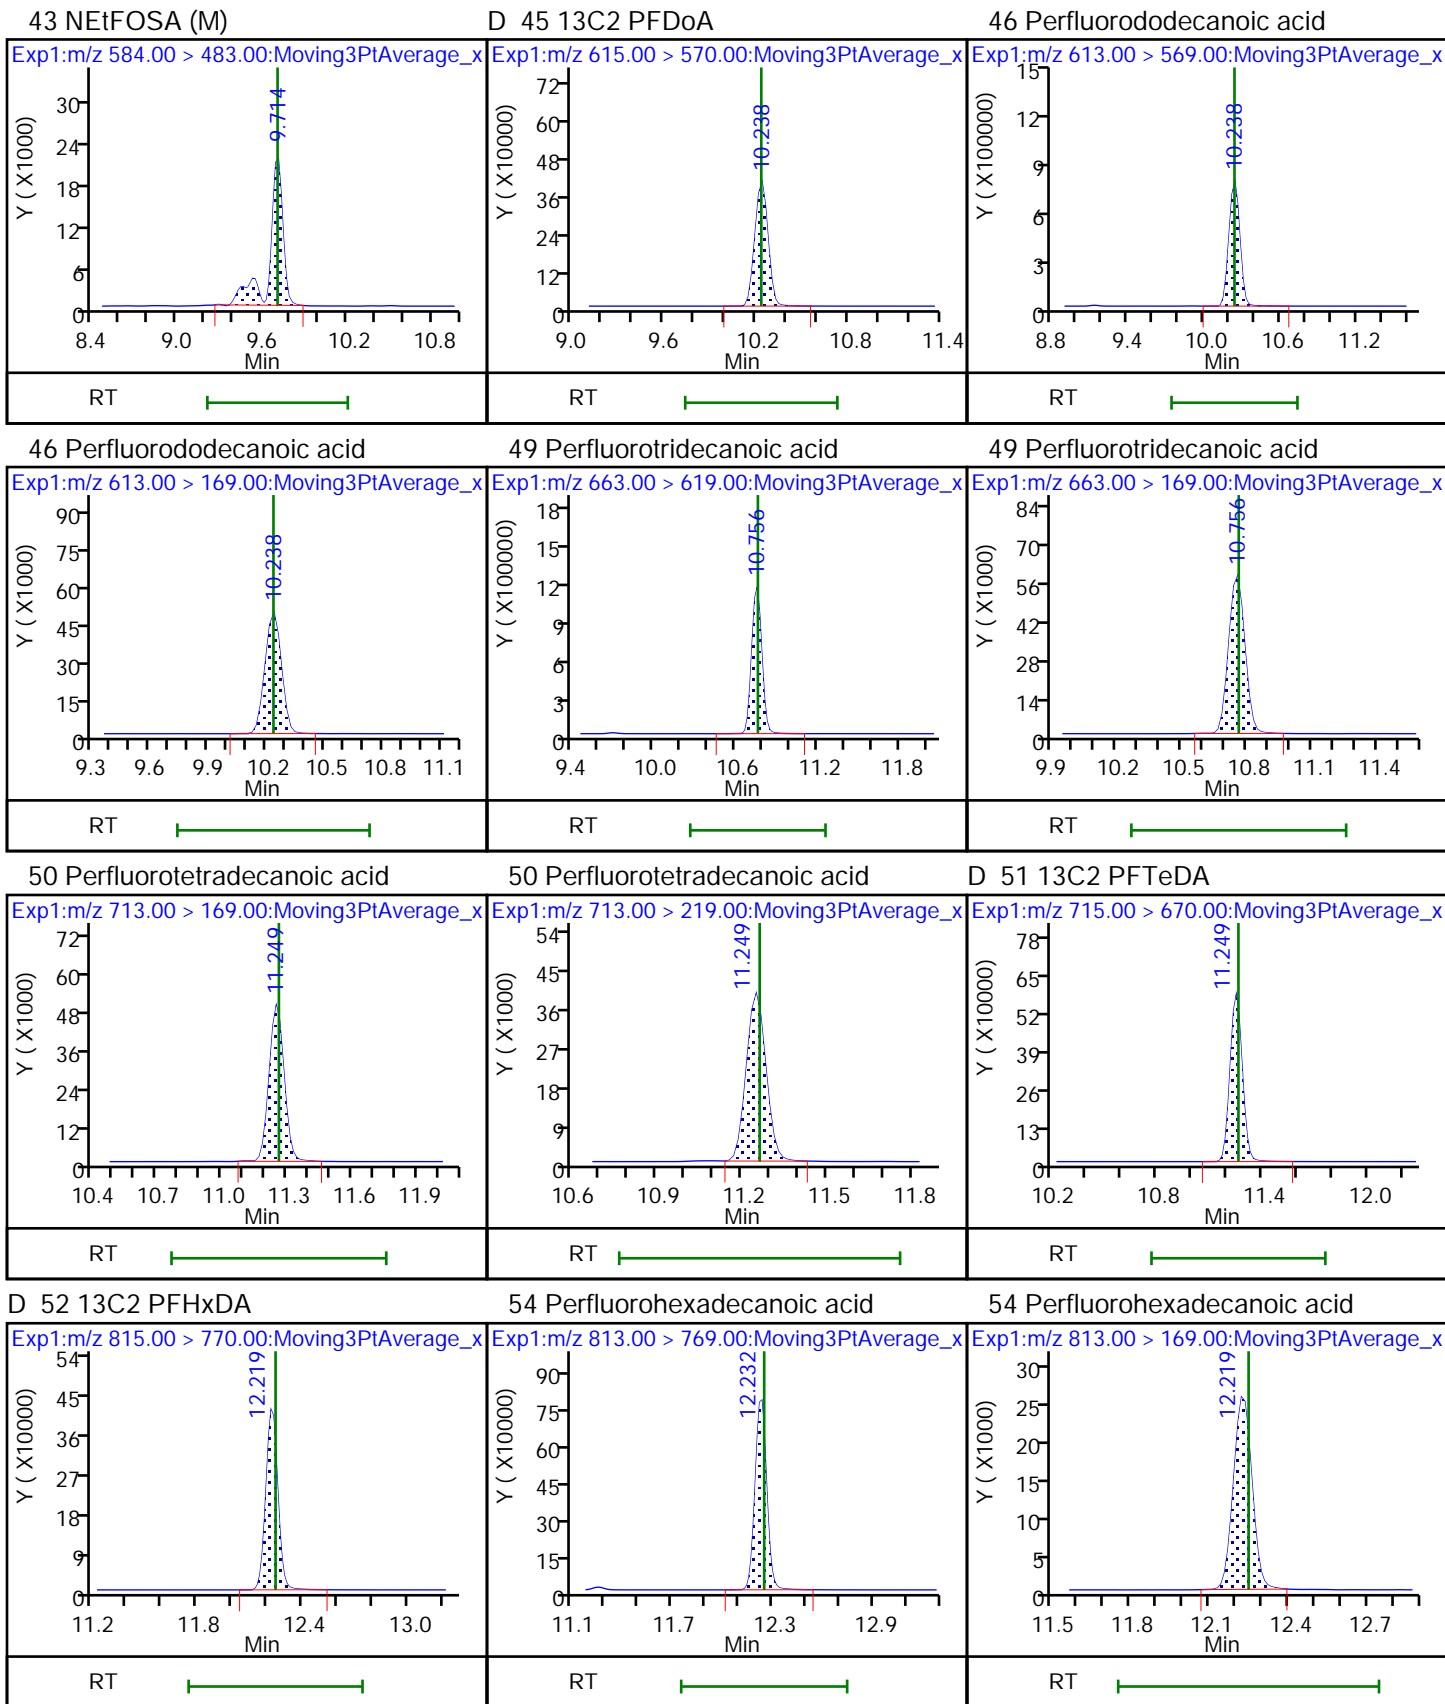 43 NEtFOSA (M)
Exp1:m/z 584.00 > 483.00:Moving3PtAverage_x
Y ( X1000)
30
24
18
12
6
0
9.714
8.4 9.0 9.6 10.2 10.8
Min
RT
D 45 13C2 PFDoA
Exp1:m/z 615.00 > 570.00:Moving3PtAverage_x
Y ( X10000)
72
60
48
36
24
12
0
10.238
9.0 9.6 10.2 10.8 11.4
Min
RT
46 Perfluorododecanoic acid
Exp1:m/z 613.00 > 569.00:Moving3PtAverage_x
Y ( X100000)
15
12
9
6
3
0
10.238
8.8 9.4 10.0 10.6 11.2
Min
RT
46 Perfluorododecanoic acid
Exp1:m/z 613.00 > 169.00:Moving3PtAverage_x
Y ( X1000)
90
75
60
45
30
15
0
10.238
9.3 9.6 9.9 10.2 10.5 10.8 11.1
Min
RT
49 Perfluorotridecanoic acid
Exp1:m/z 663.00 > 619.00:Moving3PtAverage_x
Y ( X100000)
18
15
12
9
6
3
0
10.756
9.4 10.0 10.6 11.2 11.8
Min
RT
49 Perfluorotridecanoic acid
Exp1:m/z 663.00 > 169.00:Moving3PtAverage_x
Y ( X1000)
84
70
56
42
28
14
0
10.756
9.9 10.2 10.5 10.8 11.1 11.4
Min
RT
50 Perfluorotetradecanoic acid
Exp1:m/z 713.00 > 169.00:Moving3PtAverage_x
Y ( X1000)
72
60
48
36
24
12
0
11.249
10.4 10.7 11.0 11.3 11.6 11.9
Min
RT
50 Perfluorotetradecanoic acid
Exp1:m/z 713.00 > 219.00:Moving3PtAverage_x
Y ( X1000)
54
45
36
27
18
9
0
11.249
10.6 10.9 11.2 11.5 11.8
Min
RT
D 51 13C2 PFTeDA
Exp1:m/z 715.00 > 670.00:Moving3PtAverage_x
Y ( X10000)
78
65
52
39
26
13
0
11.249
10.2 10.8 11.4 12.0
Min
RT
D 52 13C2 PFHxDA
Exp1:m/z 815.00 > 770.00:Moving3PtAverage_x
Y ( X10000)
54
45
36
27
18
9
0
12.219
11.2 11.8 12.4 13.0
Min
RT
54 Perfluorohexadecanoic acid
Exp1:m/z 813.00 > 769.00:Moving3PtAverage_x
Y ( X10000)
90
75
60
45
30
15
0
12.232
11.1 11.7 12.3 12.9
Min
RT
54 Perfluorohexadecanoic acid
Exp1:m/z 813.00 > 169.00:Moving3PtAverage_x
Y ( X1000)
30
25
20
15
10
5
0
12.219
11.5 11.8 12.1 12.4 12.7
Min
RT